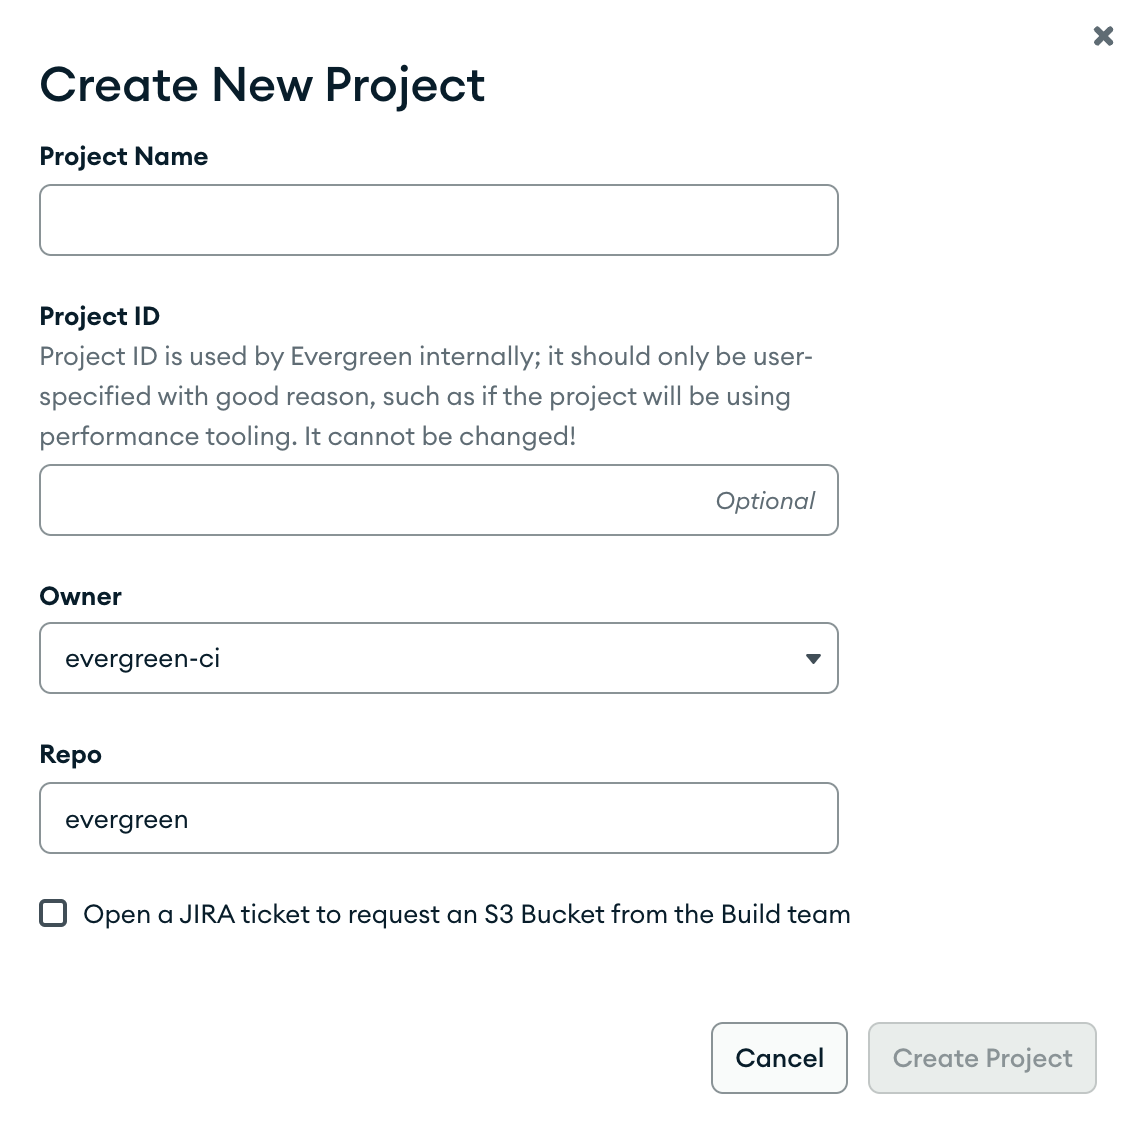 Create New Project
Project Name
Project ID
Project ID is used by Evergreen internally; it should only be user-
specified with good reason, such as if the project will be using
performance tooling. It cannot be changed!
Optional
Owner
evergreen-ci
Repo
evergreen
Open a JIRA ticket to request an S3 Bucket from the Build team
Cancel
Create Project